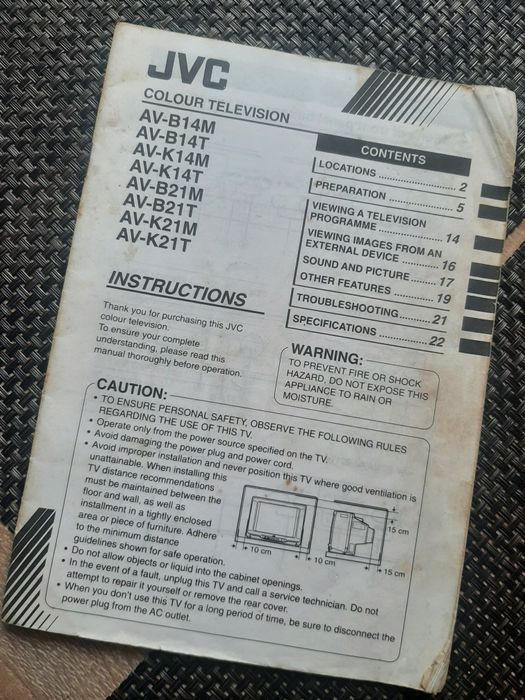 JVC
COLOUR TELEVISION
AV-B14M
AV-B14T
AV-K14M
AV-K14T
AV-B21M
AV-B21T
AV-K21M
AV-K21T
INSTRUCTIONS
Thank you for purchasing this JVC
colour television.
To ensure your complete
understanding, please read this
manual thoroughly before operation.
CONTENTS
LOCATIONS ........................... 2
PREPARATION ...................... 5
VIEWING A TELEVISION
PROGRAMME ................... 14
VIEWING IMAGES FROM AN
EXTERNAL DEVICE .......... 16
SOUND AND PICTURE ....... 17
OTHER FEATURES ............. 19
TROUBLESHOOTING .......... 21
SPECIFICATIONS ................ 22
WARNING:
TO PREVENT FIRE OR SHOCK
HAZARD, DO NOT EXPOSE THIS
APPLIANCE TO RAIN OR
MOISTURE.
CAUTION:
• TO ENSURE PERSONAL SAFETY, OBSERVE THE FOLLOWING RULES
REGARDING THE USE OF THIS TV.
• Operate only from the power source specified on the TV.
• Avoid damaging the power plug and power cord.
• Avoid improper installation and never position this TV where good ventilation is
unattainable. When installing this
TV distance recommendations
must be maintained between the
floor and wall, as well as
installment in a tightly enclosed
area or piece of furniture. Adhere
to the minimum distance
guidelines shown for safe operation.
10 cm
10 cm
15 cm
15 cm
• Do not allow objects or liquid into the cabinet openings.
• In the event of a fault, unplug this TV and call a service technician. Do not
attempt to repair it yourself or remove the rear cover.
• When you don't use this TV for a long period of time, be sure to disconnect the
power plug from the AC outlet.